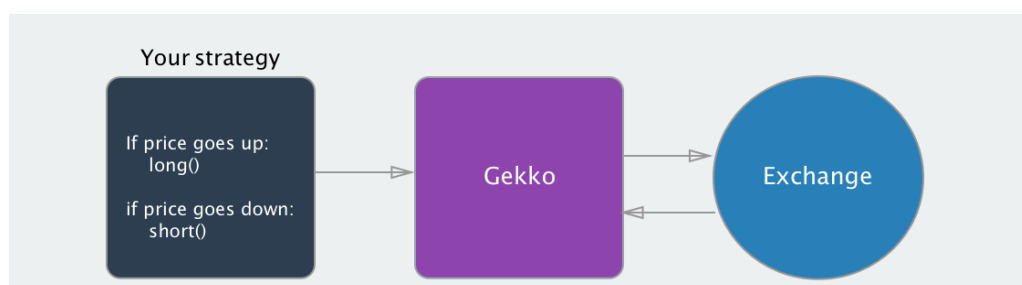 Your strategy
If price goes up:
long()
if price goes down:
short()
Gekko
Exchange